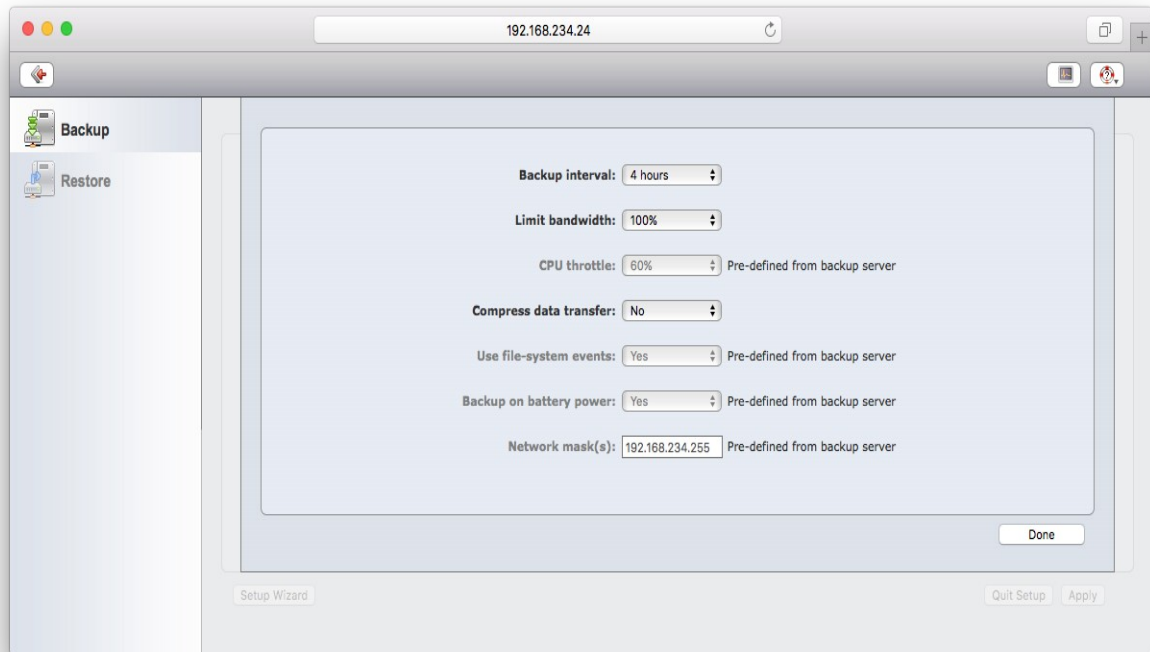 192.168.234.24
Backup
Restore
Backup interval: 4 hours
Limit bandwidth: 100%
CPU throttle: 60% Pre-defined from backup server
Compress data transfer: No
Use file-system events: Yes Pre-defined from backup server
Backup on battery power: Yes Pre-defined from backup server
Network mask(s): 192.168.234.255 Pre-defined from backup server
Done
Setup Wizard Quit Setup Apply